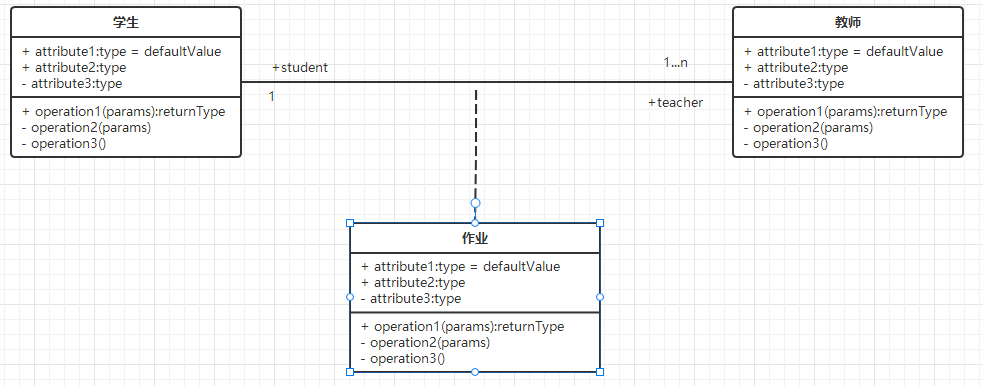 学生
+ attribute1:type = defaultValue
+ attribute2:type
- attribute3:type
+ operation1(params):returnType
- operation2(params)
- operation3()
+student
1
1...n
+teacher
教师
+ attribute1:type = defaultValue
+ attribute2:type
- attribute3:type
+ operation1(params):returnType
- operation2(params)
- operation3()
作业
+ attribute1:type = defaultValue
+ attribute2:type
- attribute3:type
+ operation1(params):returnType
- operation2(params)
- operation3()